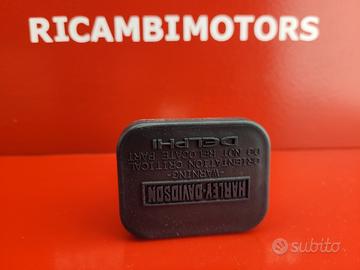 RICAMBIMOTORS
HARLEY-DAVIDSON
-WARNING-
ORIENTATION CRITICAL
DO NOT RELOCATE PART
DELPHI
subito